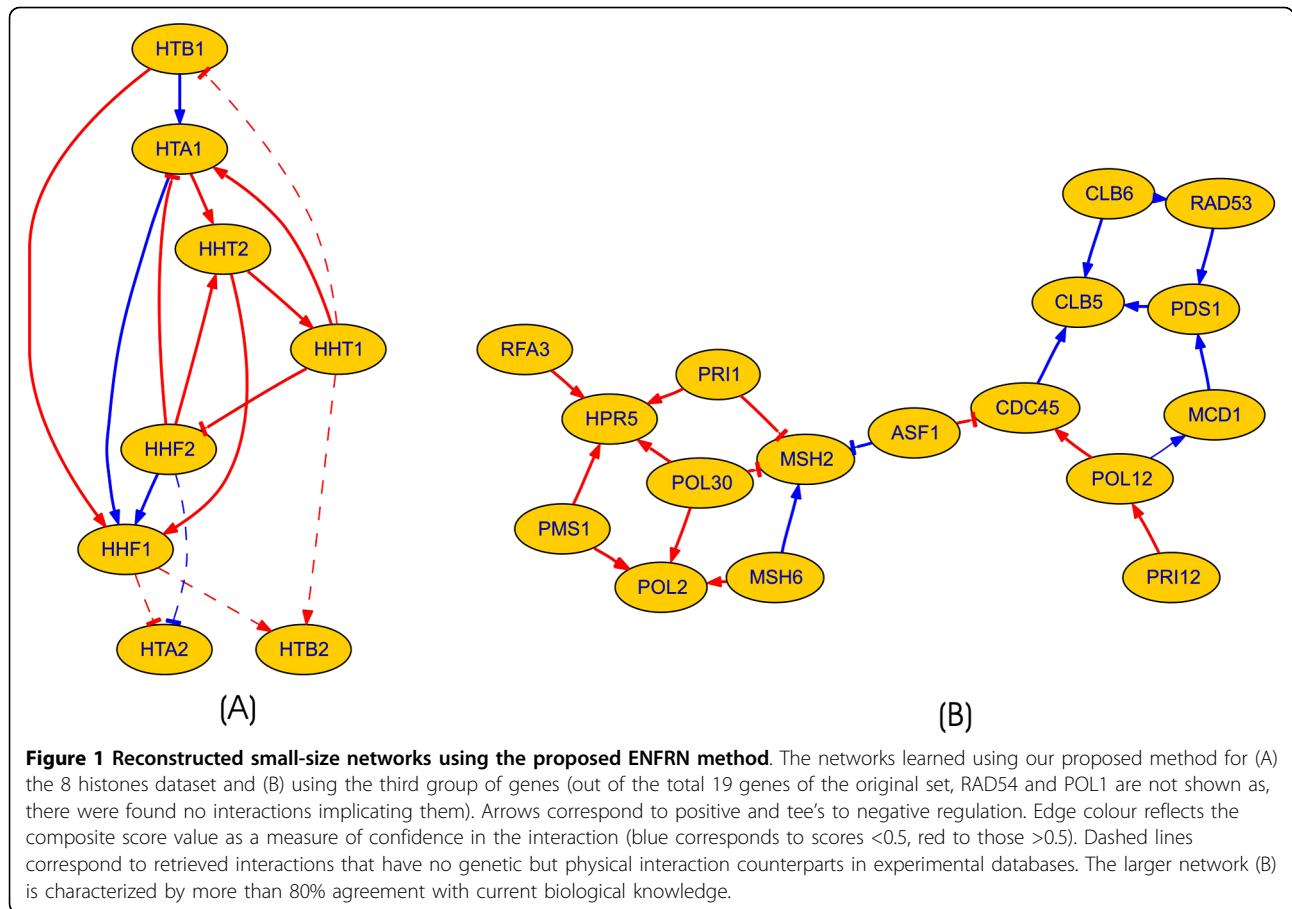 HTB1
HTA1
HHT2
HHT1
HHF2
HHF1
HTA2
HTB2
(A)
CLB6
RAD53
CLB5
PDS1
RFA3
PRI1
HPR5
CDC45
MCD1
ASF1
MSH2
POL30
POL12
PMS1
POL2
MSH6
PRI12
(B)
Figure 1 Reconstructed small-size networks using the proposed ENFRN method. The networks learned using our proposed method for (A)
the 8 histones dataset and (B) using the third group of genes (out of the total 19 genes of the original set, RAD54 and POL1 are not shown as,
there were found no interactions implicating them). Arrows correspond to positive and tee's to negative regulation. Edge colour reflects the
composite score value as a measure of confidence in the interaction (blue corresponds to scores <0.5, red to those >0.5). Dashed lines
correspond to retrieved interactions that have no genetic but physical interaction counterparts in experimental databases. The larger network (B)
is characterized by more than 80% agreement with current biological knowledge.